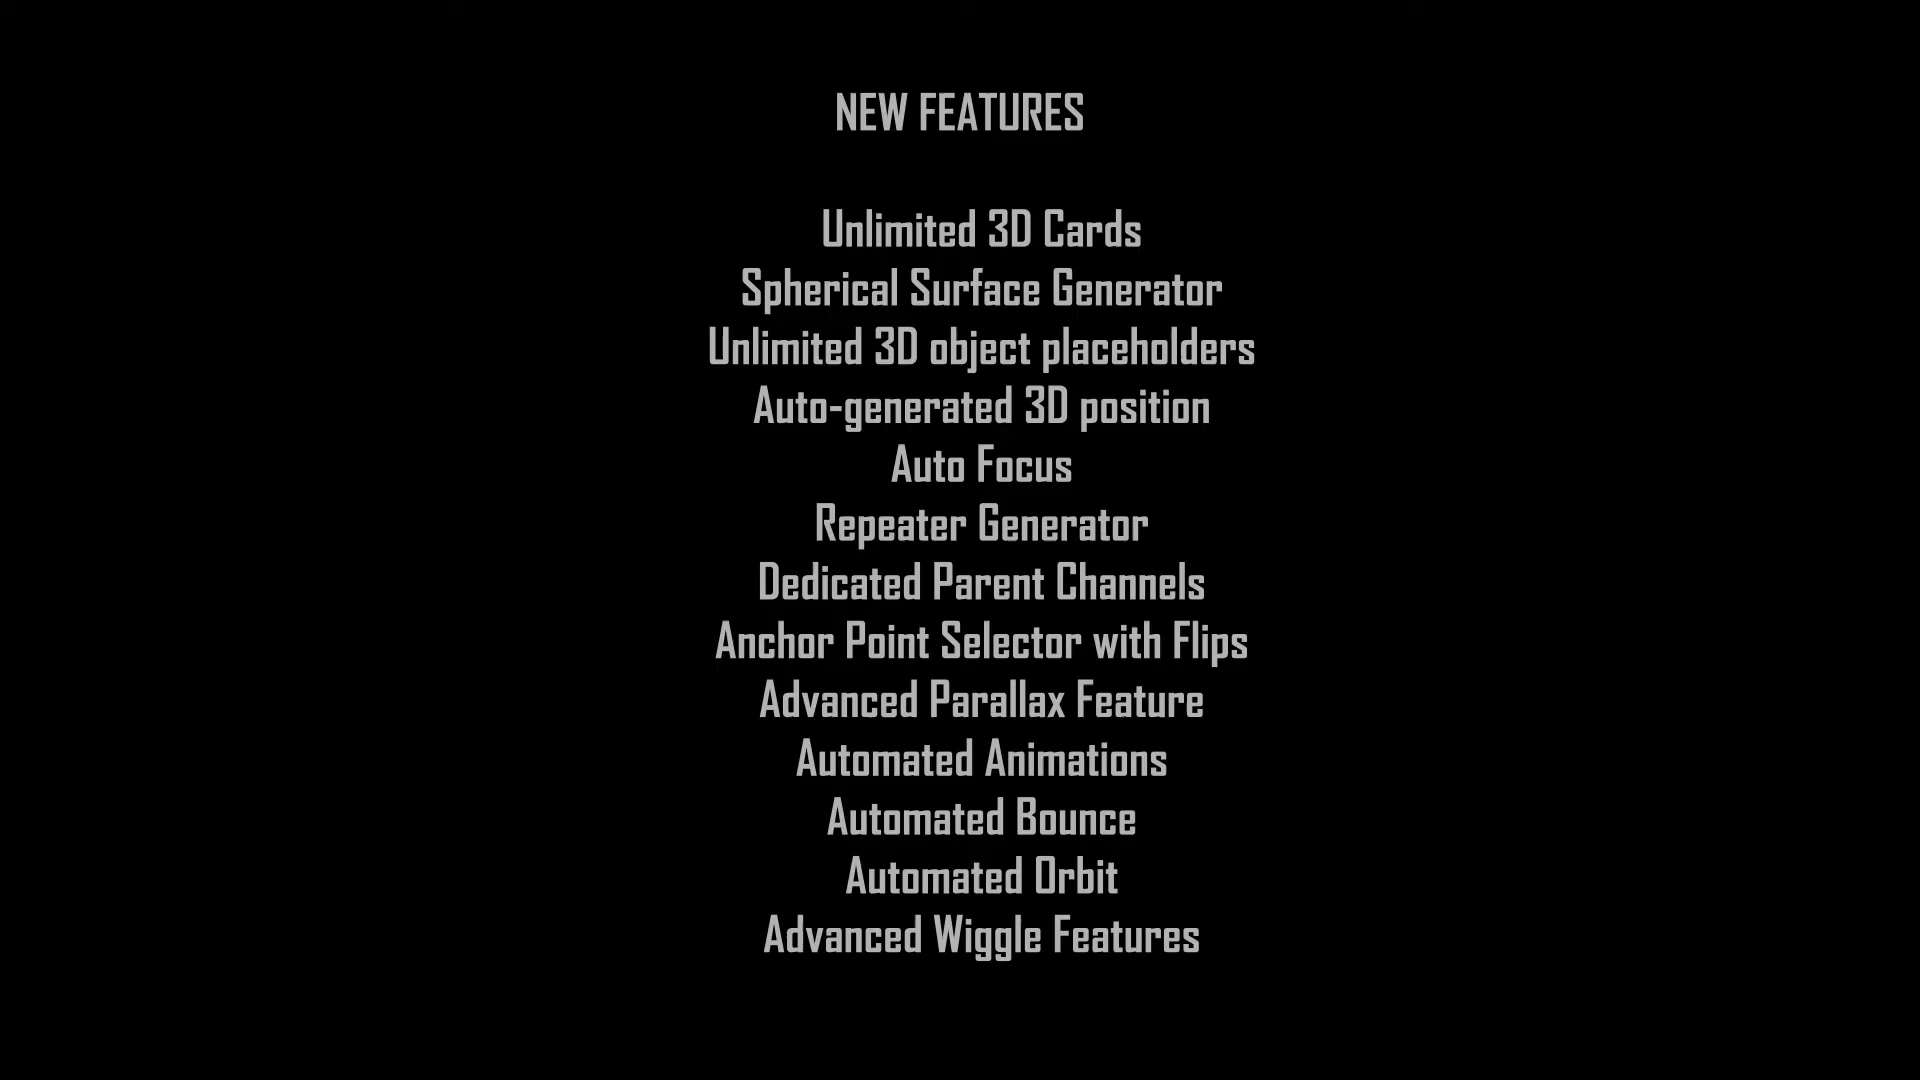 NEW FEATURES
Unlimited 3D Cards
Spherical Surface Generator
Unlimited 3D object placeholders
Auto-generated 3D position
Auto Focus
Repeater Generator
Dedicated Parent Channels
Anchor Point Selector with Flips
Advanced Parallax Feature
Automated Animations
Automated Bounce
Automated Orbit
Advanced Wiggle Features